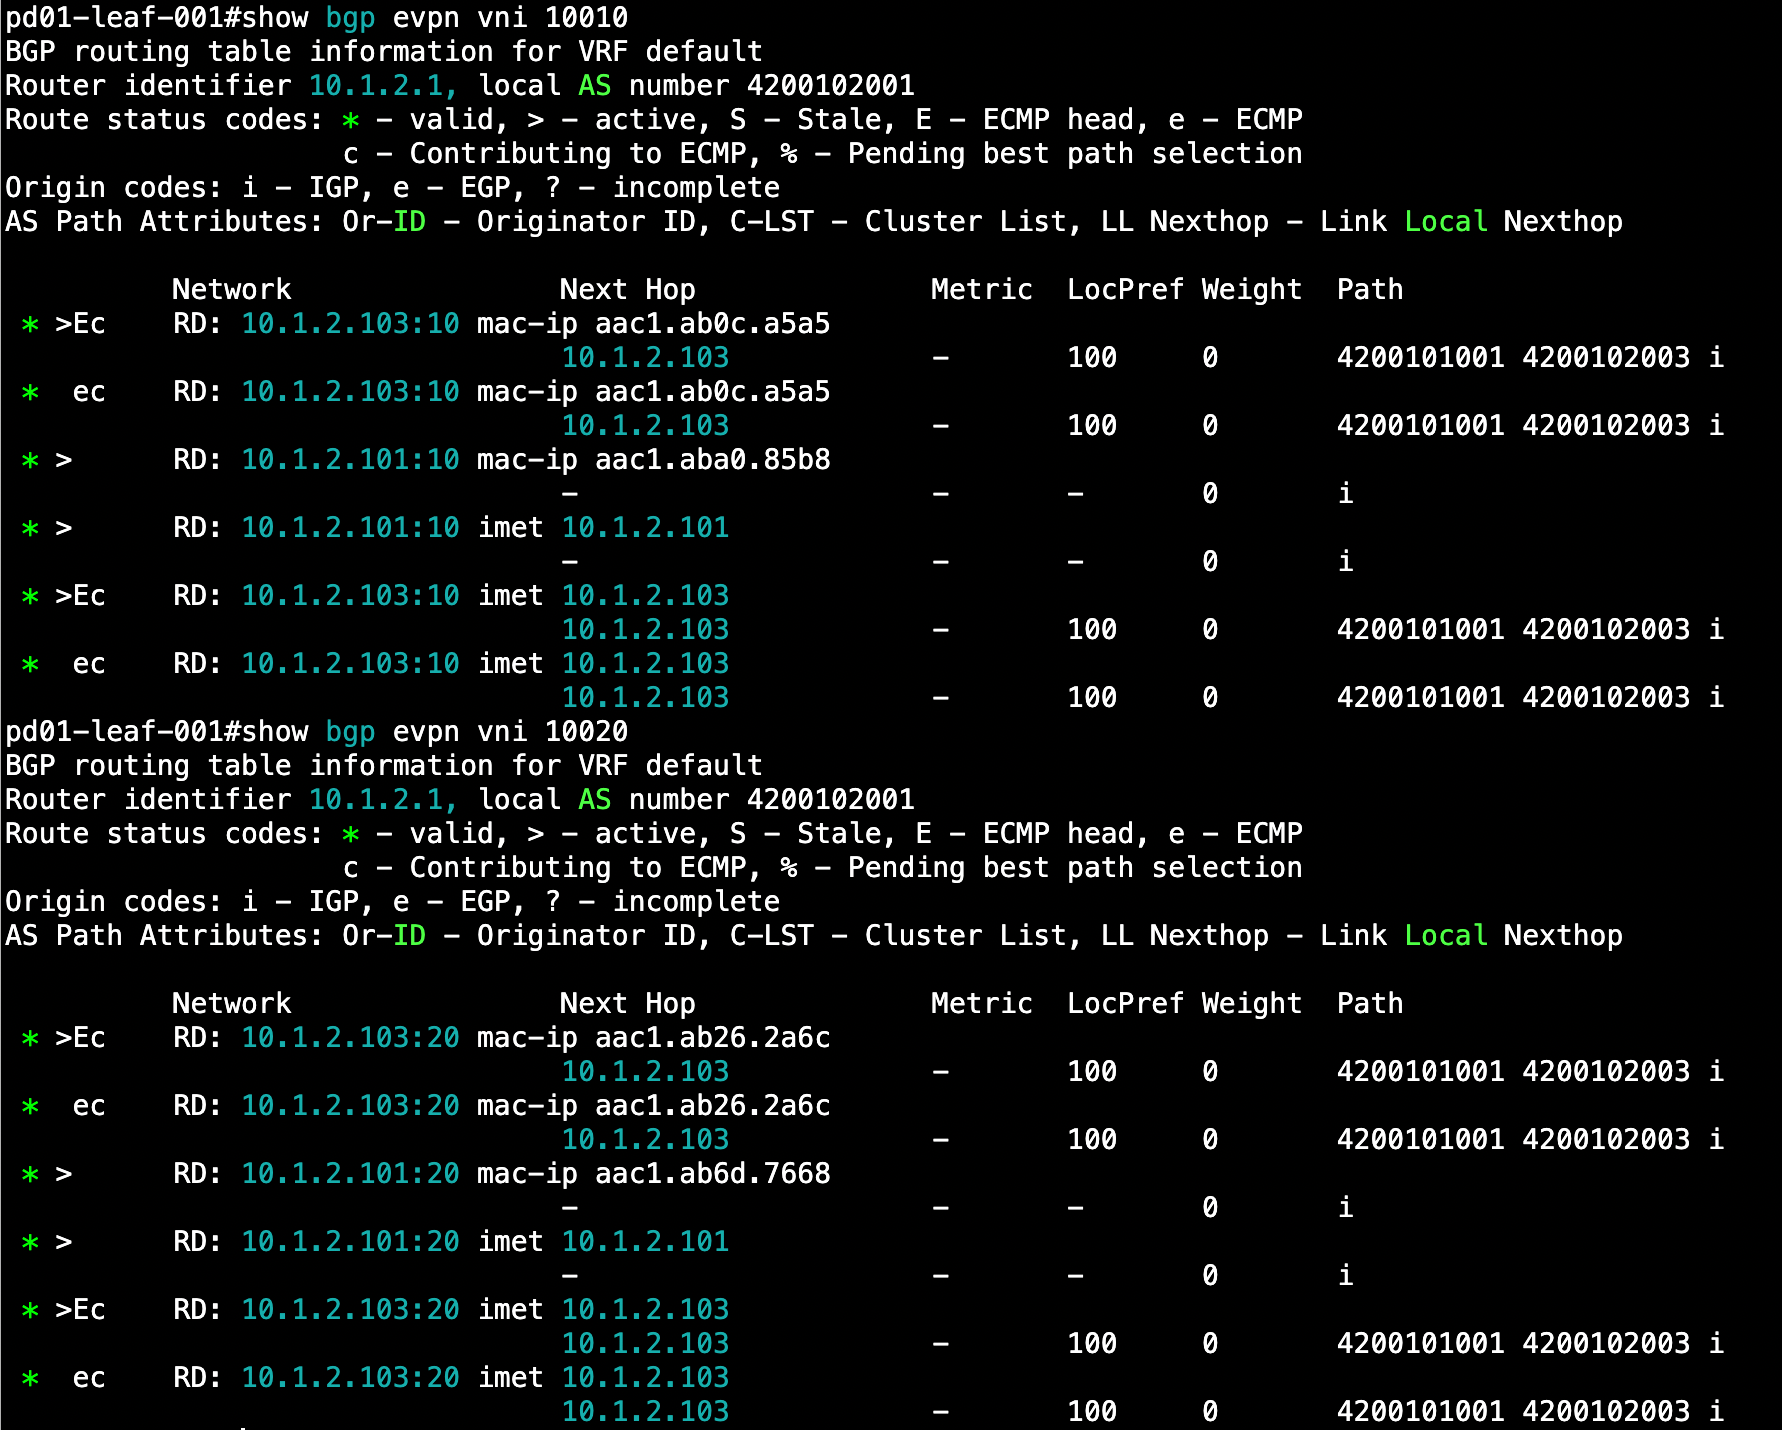 pd01-leaf-001#show bgp evpn vni 10010
BGP routing table information for VRF default
Router identifier 10.1.2.1, local AS number 4200102001
Route status codes: * - valid, > - active, S - Stale, E - ECMP head, e - ECMP
                    c - Contributing to ECMP, % - Pending best path selection
Origin codes: i - IGP, e - EGP, ? - incomplete
AS Path Attributes: Or-ID - Originator ID, C-LST - Cluster List, LL Nexthop - Link Local Nexthop

          Network                Next Hop              Metric  LocPref Weight  Path
 * >Ec    RD: 10.1.2.103:10 mac-ip aac1.ab0c.a5a5
                                 10.1.2.103            -       100     0       4200101001 4200102003 i
 *  ec    RD: 10.1.2.103:10 mac-ip aac1.ab0c.a5a5
                                 10.1.2.103            -       100     0       4200101001 4200102003 i
 * >      RD: 10.1.2.101:10 mac-ip aac1.aba0.85b8
                                 -                     -       -       0       i
 * >      RD: 10.1.2.101:10 imet 10.1.2.101
                                 -                     -       -       0       i
 * >Ec    RD: 10.1.2.103:10 imet 10.1.2.103
                                 10.1.2.103            -       100     0       4200101001 4200102003 i
 *  ec    RD: 10.1.2.103:10 imet 10.1.2.103
                                 10.1.2.103            -       100     0       4200101001 4200102003 i
pd01-leaf-001#show bgp evpn vni 10020
BGP routing table information for VRF default
Router identifier 10.1.2.1, local AS number 4200102001
Route status codes: * - valid, > - active, S - Stale, E - ECMP head, e - ECMP
                    c - Contributing to ECMP, % - Pending best path selection
Origin codes: i - IGP, e - EGP, ? - incomplete
AS Path Attributes: Or-ID - Originator ID, C-LST - Cluster List, LL Nexthop - Link Local Nexthop

          Network                Next Hop              Metric  LocPref Weight  Path
 * >Ec    RD: 10.1.2.103:20 mac-ip aac1.ab26.2a6c
                                 10.1.2.103            -       100     0       4200101001 4200102003 i
 *  ec    RD: 10.1.2.103:20 mac-ip aac1.ab26.2a6c
                                 10.1.2.103            -       100     0       4200101001 4200102003 i
 * >      RD: 10.1.2.101:20 mac-ip aac1.ab6d.7668
                                 -                     -       -       0       i
 * >      RD: 10.1.2.101:20 imet 10.1.2.101
                                 -                     -       -       0       i
 * >Ec    RD: 10.1.2.103:20 imet 10.1.2.103
                                 10.1.2.103            -       100     0       4200101001 4200102003 i
 *  ec    RD: 10.1.2.103:20 imet 10.1.2.103
                                 10.1.2.103            -       100     0       4200101001 4200102003 i